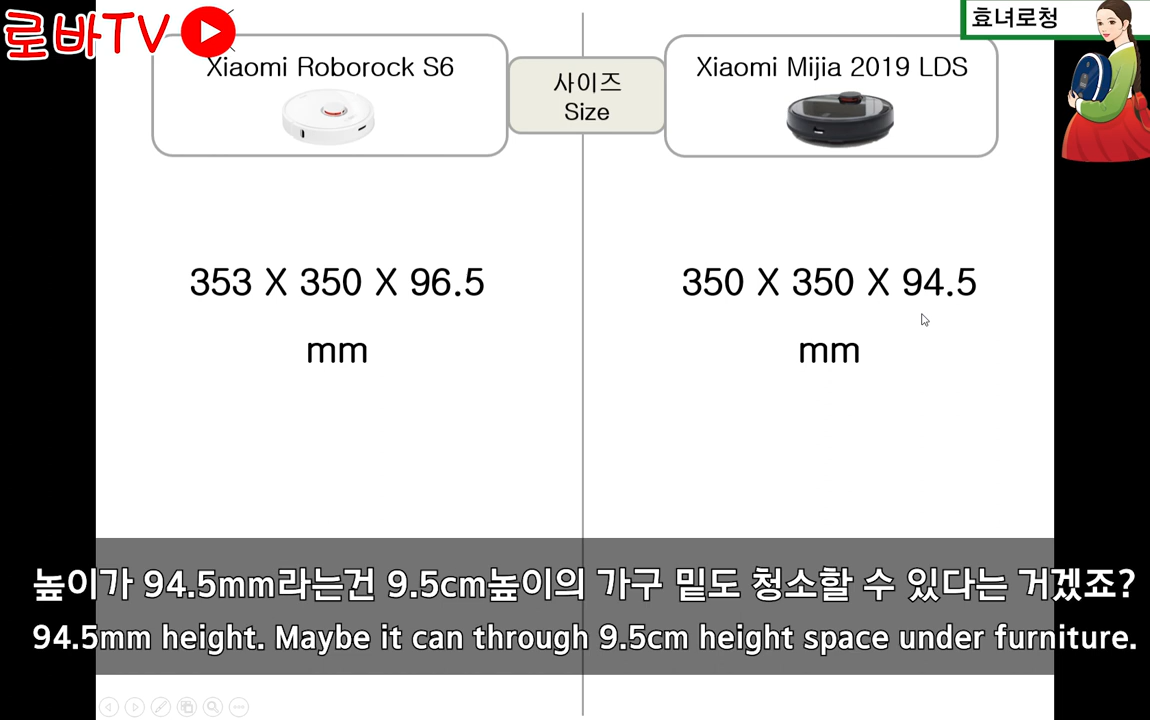 로바TV
효녀로청
Xiaomi Roborock S6
사이즈
Size
Xiaomi Mijia 2019 LDS
353 X 350 X 96.5
mm
350 X 350 X 94.5
mm
높이가 94.5mm라는건 9.5cm높이의 가구 밑도 청소할 수 있다는 거겠죠?
94.5mm height. Maybe it can through 9.5cm height space under furniture.